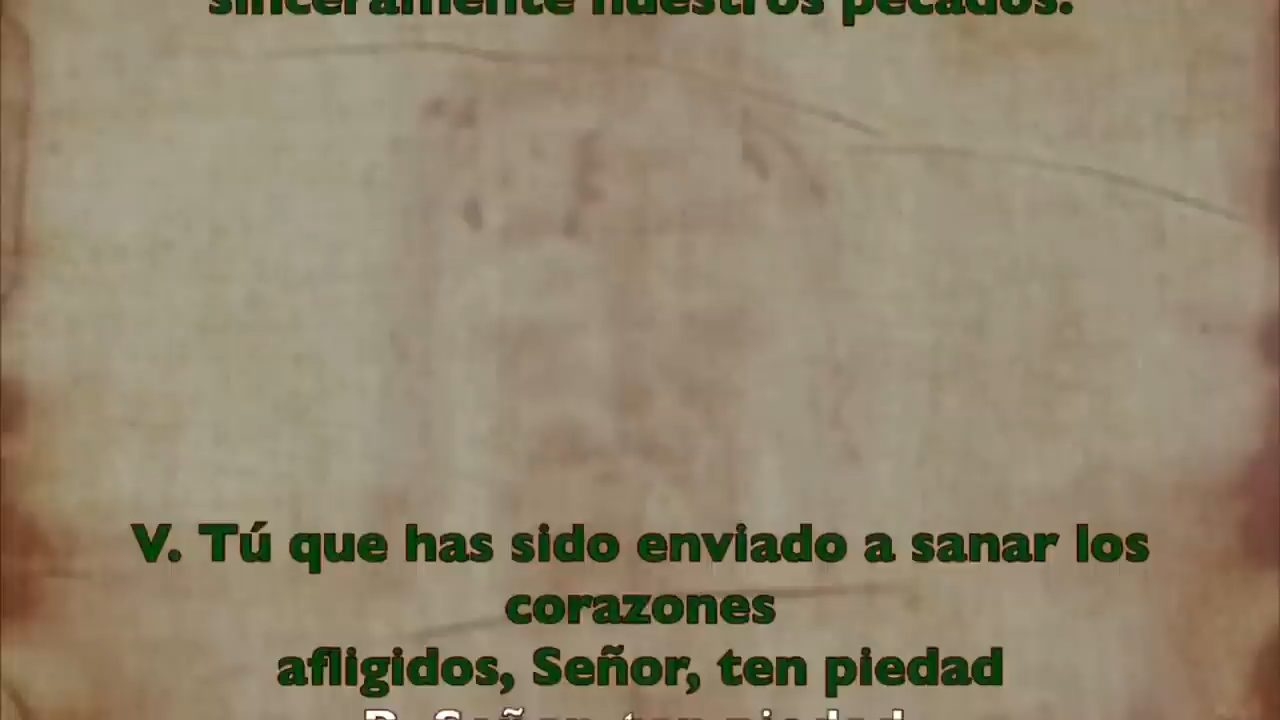 sinceramente nuestros pecados.
V. Tú que has sido enviado a sanar los
corazones
afligidos, Señor, ten piedad
R. Señor, ten piedad